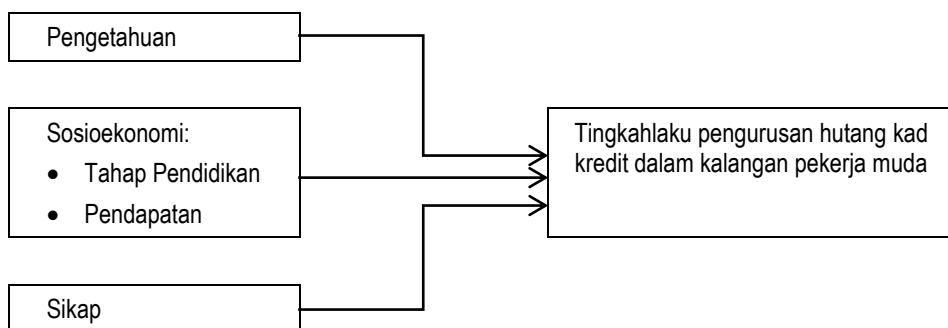 Pengetahuan
Sosioekonomi:
• Tahap Pendidikan
• Pendapatan
Tingkahlaku pengurusan hutang kad
kredit dalam kalangan pekerja muda
Sikap